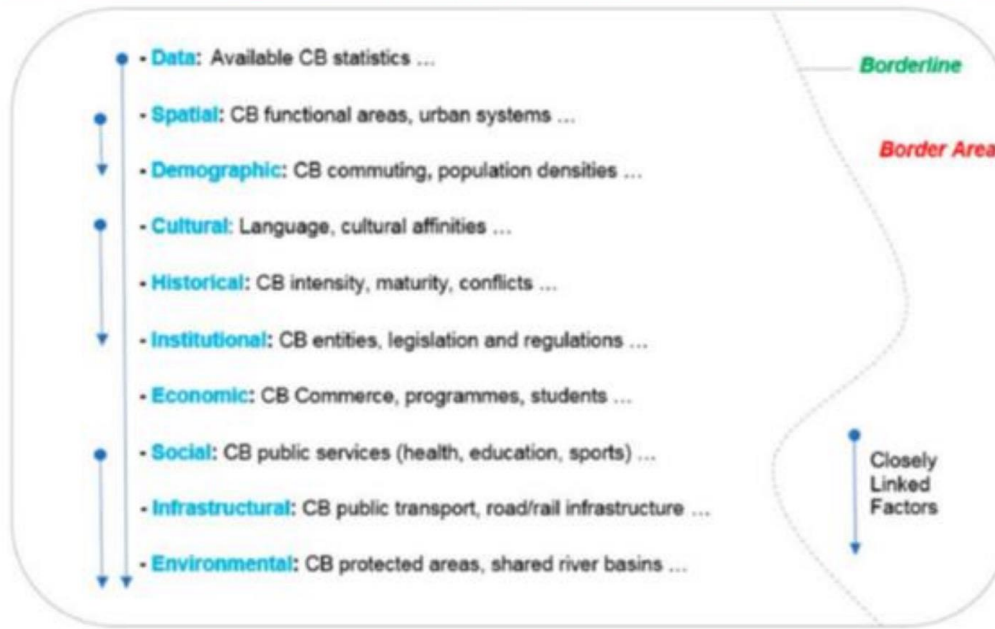 - Data: Available CB statistics ...
Borderline
- Spatial: CB functional areas, urban systems ...
Border Area
- Demographic: CB commuting, population densities ...
- Cultural: Language, cultural affinities ...
- Historical: CB intensity, maturity, conflicts ...
- Institutional: CB entities, legislation and regulations ...
- Economic: CB Commerce, programmes, students ...
- Social: CB public services (health, education, sports) ...
- Infrastructural: CB public transport, road/rail infrastructure ...
- Environmental: CB protected areas, shared river basins ...
Closely
Linked
Factors